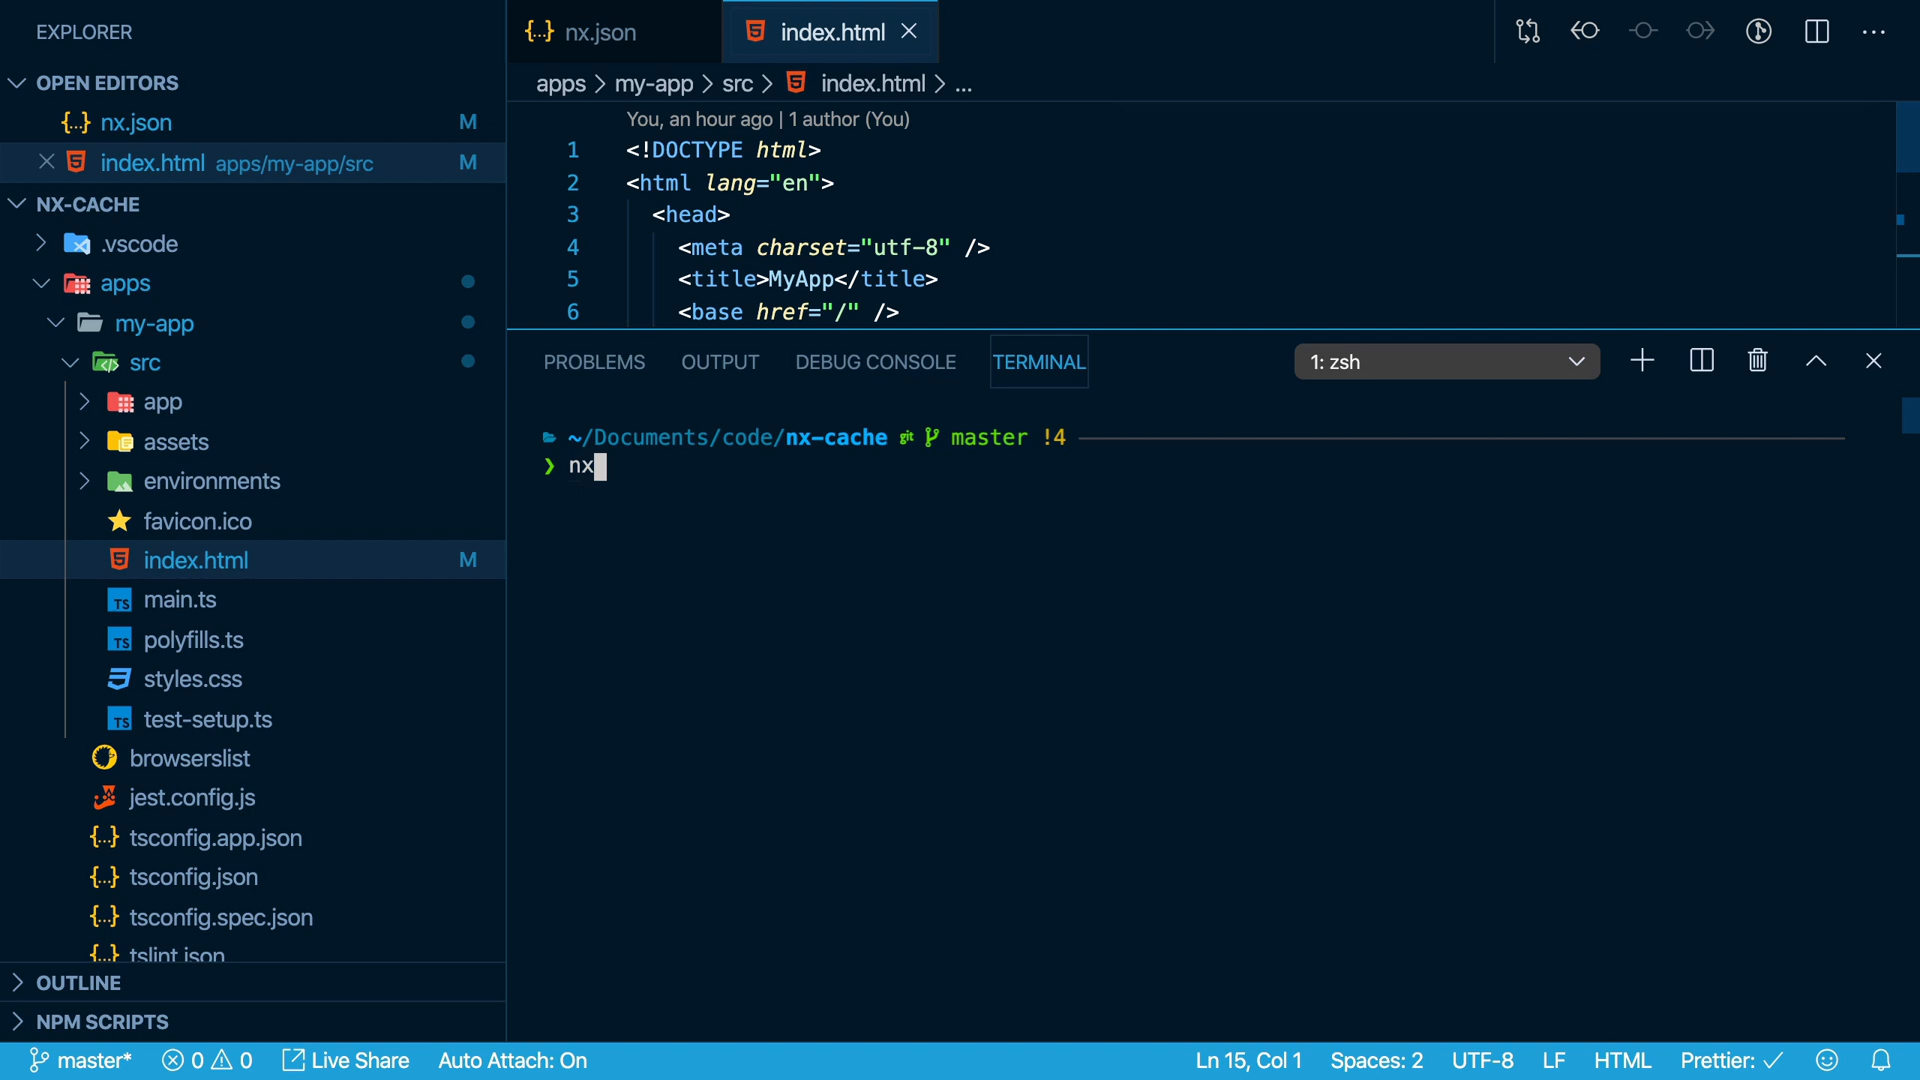 EXPLORER
OPEN EDITORS
{..} nx.json M
index.html apps/my-app/src M
NX-CACHE
.vscode
apps
my-app
src
app
assets
environments
favicon.ico
index.html M
TS main.ts
TS polyfills.ts
styles.css
TS test-setup.ts
browserslist
jest.config.js
{..} tsconfig.app.json
{..} tsconfig.json
{..} tsconfig.spec.json
{..} tslint.json
OUTLINE
NPM SCRIPTS
{..} nx.json
index.html
apps > my-app > src > index.html > ...
You, an hour ago | 1 author (You)
1 <!DOCTYPE html>
2 <html lang="en">
3 <head>
4 <meta charset="utf-8" />
5 <title>MyApp</title>
6 <base href="/" />
PROBLEMS OUTPUT DEBUG CONSOLE TERMINAL 1: zsh
~/Documents/code/nx-cache git master !4
❯ nx
master* 0 0 Live Share Auto Attach: On Ln 15, Col 1 Spaces: 2 UTF-8 LF HTML Prettier: ✓